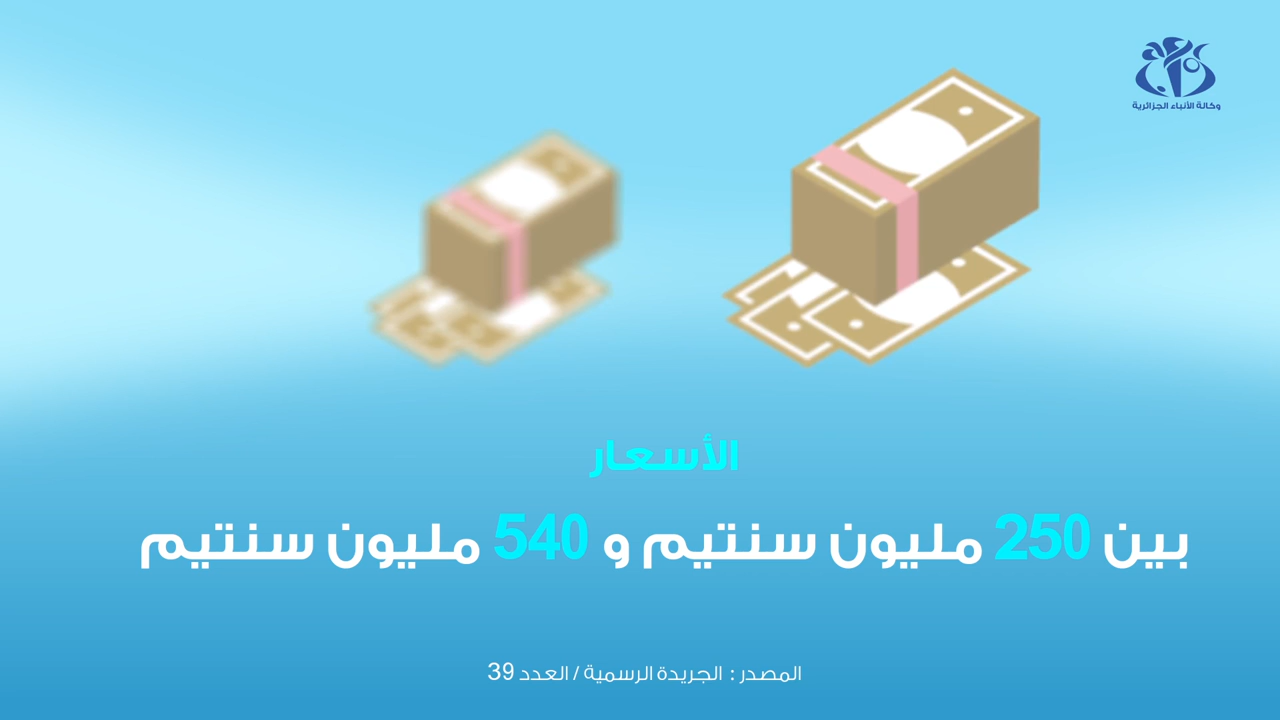 وكالة الأنباء الجزائرية
الأسعار
بين 250 مليون سنتيم و 540 مليون سنتيم
المصدر : الجريدة الرسمية / العدد 39